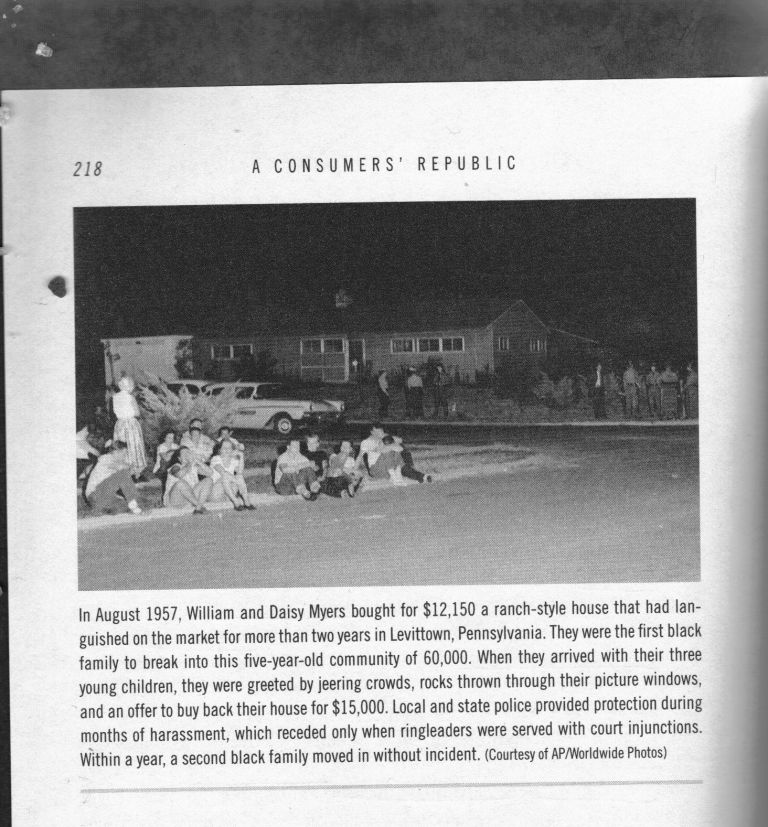 218
A CONSUMERS' REPUBLIC
In August 1957, William and Daisy Myers bought for $12,150 a ranch-style house that had lan-
guished on the market for more than two years in Levittown, Pennsylvania. They were the first black
family to break into this five-year-old community of 60,000. When they arrived with their three
young children, they were greeted by jeering crowds, rocks thrown through their picture windows,
and an offer to buy back their house for $15,000. Local and state police provided protection during
months of harassment, which receded only when ringleaders were served with court injunctions.
Within a year, a second black family moved in without incident. (Courtesy of AP/Worldwide Photos)